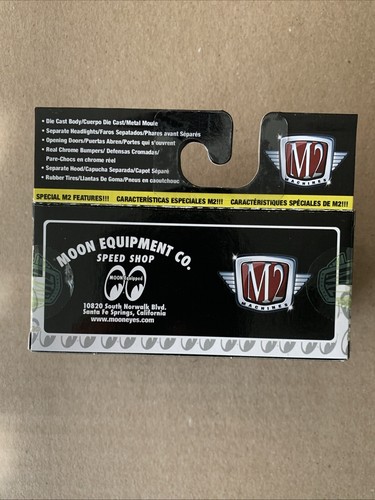 • Die Cast Body/Cuerpo Die Cast/Metal Moule
• Separate Headlights/Faros Sepatados/Phares avant Séparés
• Opening Doors/Puertas Abren/Portes qui s'ouvrent
• Real Chrome Bumpers/ Defensas Cromadas/
Pare-Chocs en chrome réel
• Separate Hood/Capucha Separada/Capot Séparé
• Rubber Tires/Llantas De Goma/Pneus en caoutchouc
M2
MACHINES
SPECIAL M2 FEATURES!!! CARACTERÍSTICAS ESPECIALES M2!!! CARACTÉRISTIQUES SPÉCIALES DE M2!!!
MOON EQUIPMENT CO.
SPEED SHOP
MOON Equipped
10820 South Norwalk Blvd.
Santa Fe Springs, California
www.mooneyes.com
M2
MACHINES